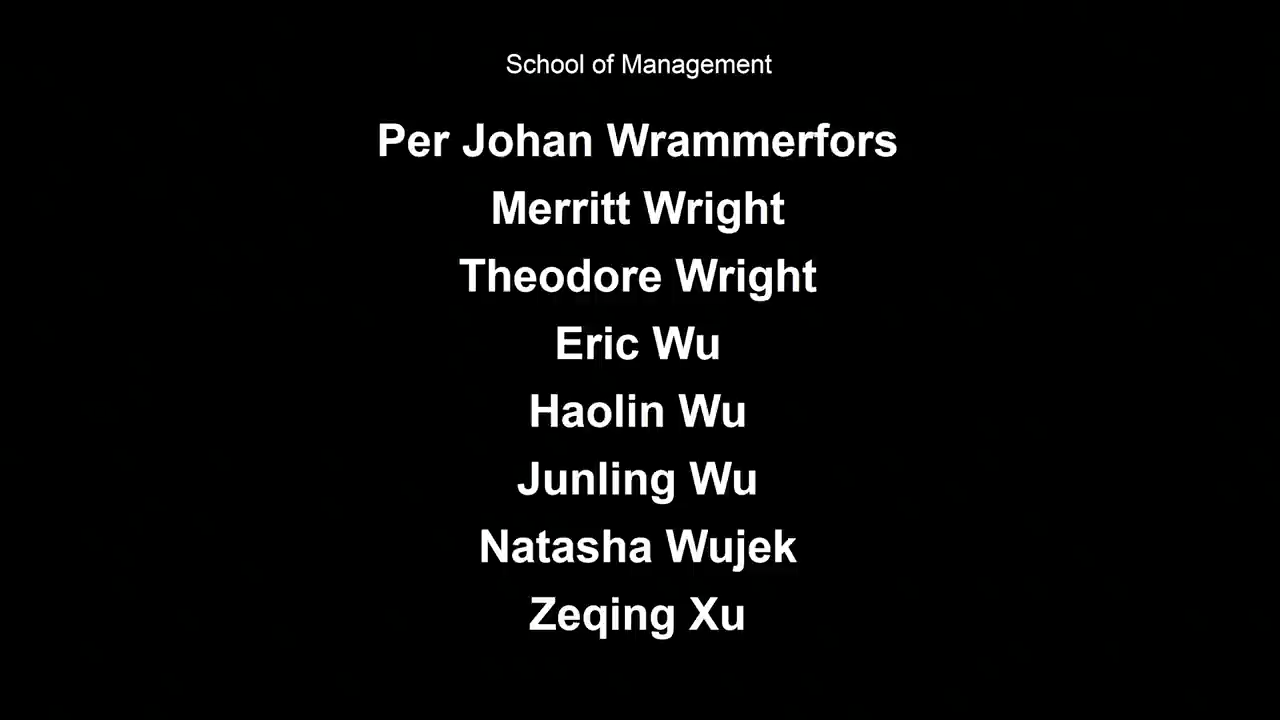 School of Management
Per Johan Wrammerfors
Merritt Wright
Theodore Wright
Eric Wu
Haolin Wu
Junling Wu
Natasha Wujek
Zeqing Xu